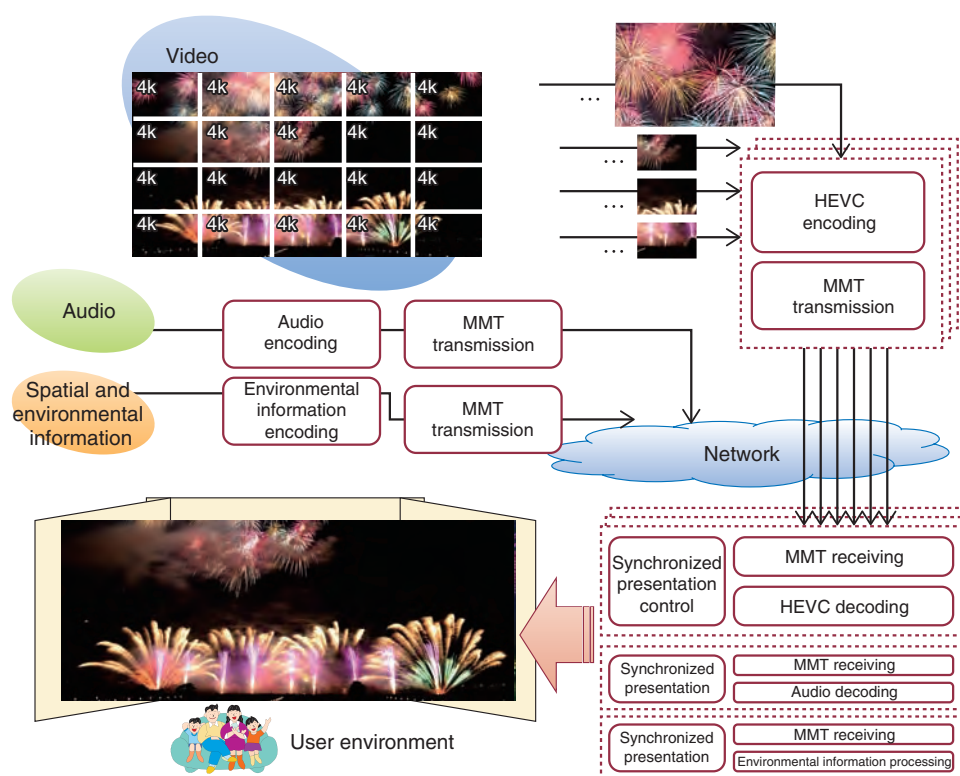 Video
4k 4k 4k 4k 4k
4k 4k 4k 4k 4k
4k 4k 4k 4k 4k
4k 4k 4k 4k 4k
...
...
...
...
HEVC
encoding
MMT
transmission
Audio
Audio
encoding
MMT
transmission
Spatial and
environmental
information
Environmental
information
encoding
MMT
transmission
Network
Synchronized
presentation
control
MMT receiving
HEVC decoding
Synchronized
presentation
MMT receiving
Audio decoding
Synchronized
presentation
MMT receiving
Environmental information processing
User environment